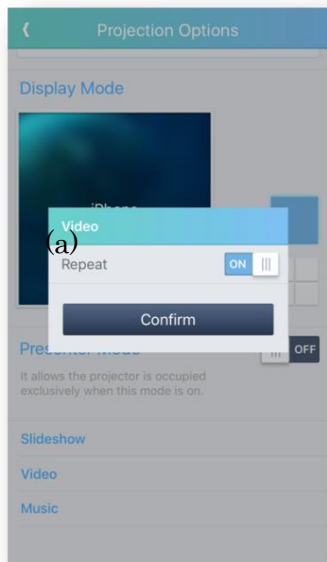 Projection Options
Display Mode
iPhone
Video
(a)
Repeat
ON
Confirm
Presenter Mode
OFF
It allows the projector is occupied
exclusively when this mode is on.
Slideshow
Video
Music